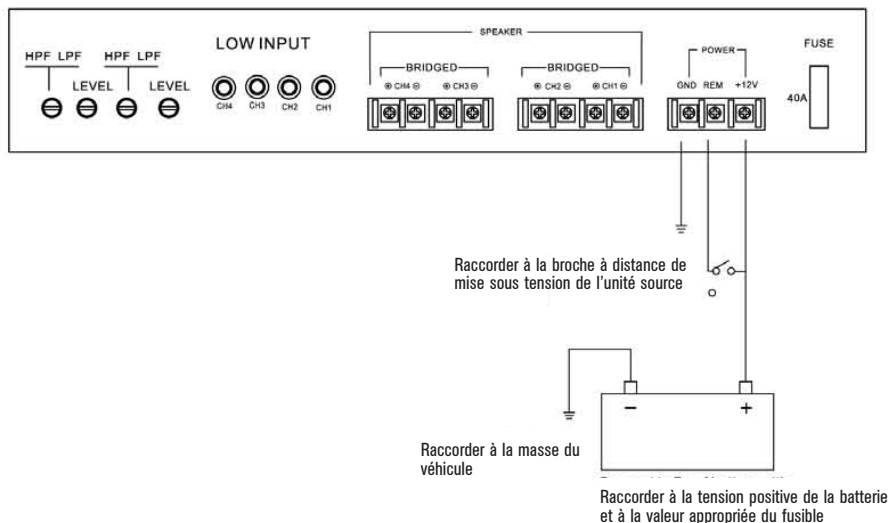 HPF LPF HPF LPF
LEVEL LEVEL
LOW INPUT
CH4 CH3 CH2 CH1
SPEAKER
BRIDGED BRIDGED
⊕ CH4 ⊖ ⊕ CH3 ⊖ ⊕ CH2 ⊖ ⊕ CH1 ⊖
POWER
GND REM +12V
FUSE
40A
Raccorder à la broche à distance de
mise sous tension de l'unité source
− +
Raccorder à la masse du
véhicule
Raccorder à la tension positive de la batterie
et à la valeur appropriée du fusible